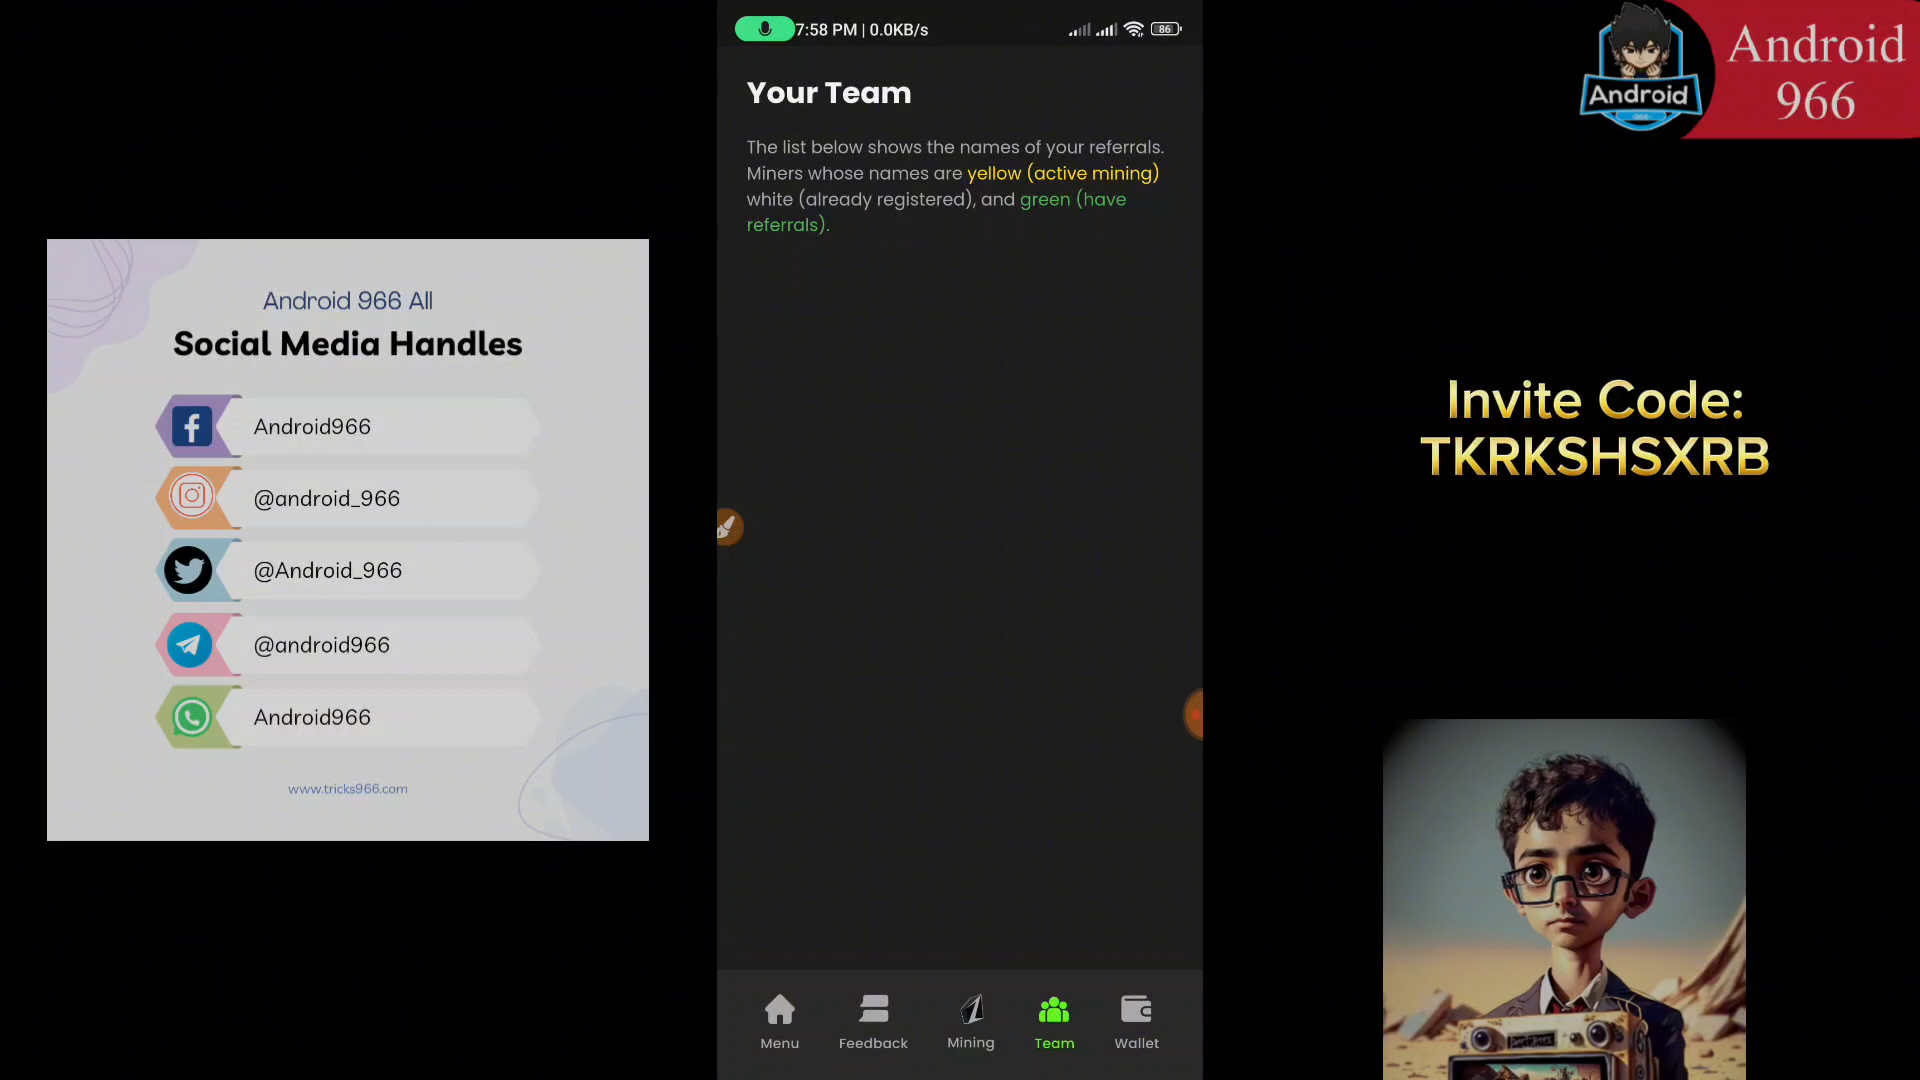 7:58 PM | 0.0KB/s
86
Your Team
The list below shows the names of your referrals.
Miners whose names are yellow (active mining)
white (already registered), and green (have
referrals).
Menu
Feedback
Mining
Team
Wallet
Android 966 All
Social Media Handles
Android966
@android_966
@Android_966
@android966
Android966
www.tricks966.com
Android
Android
966
Invite Code:
TKRKSHSXRB